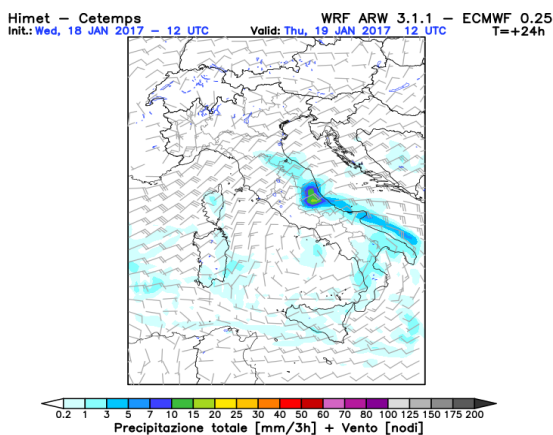 Himet – Cetemps WRF ARW 3.1.1 – ECMWF 0.25
Init.: Wed, 18 JAN 2017 – 12 UTC Valid: Thu, 19 JAN 2017 12 UTC T=+24h
0.2 1 3 5 7 10 15 20 25 30 40 50 60 70 80 100 125 150 175 200
Precipitazione totale [mm/3h] + Vento [nodi]